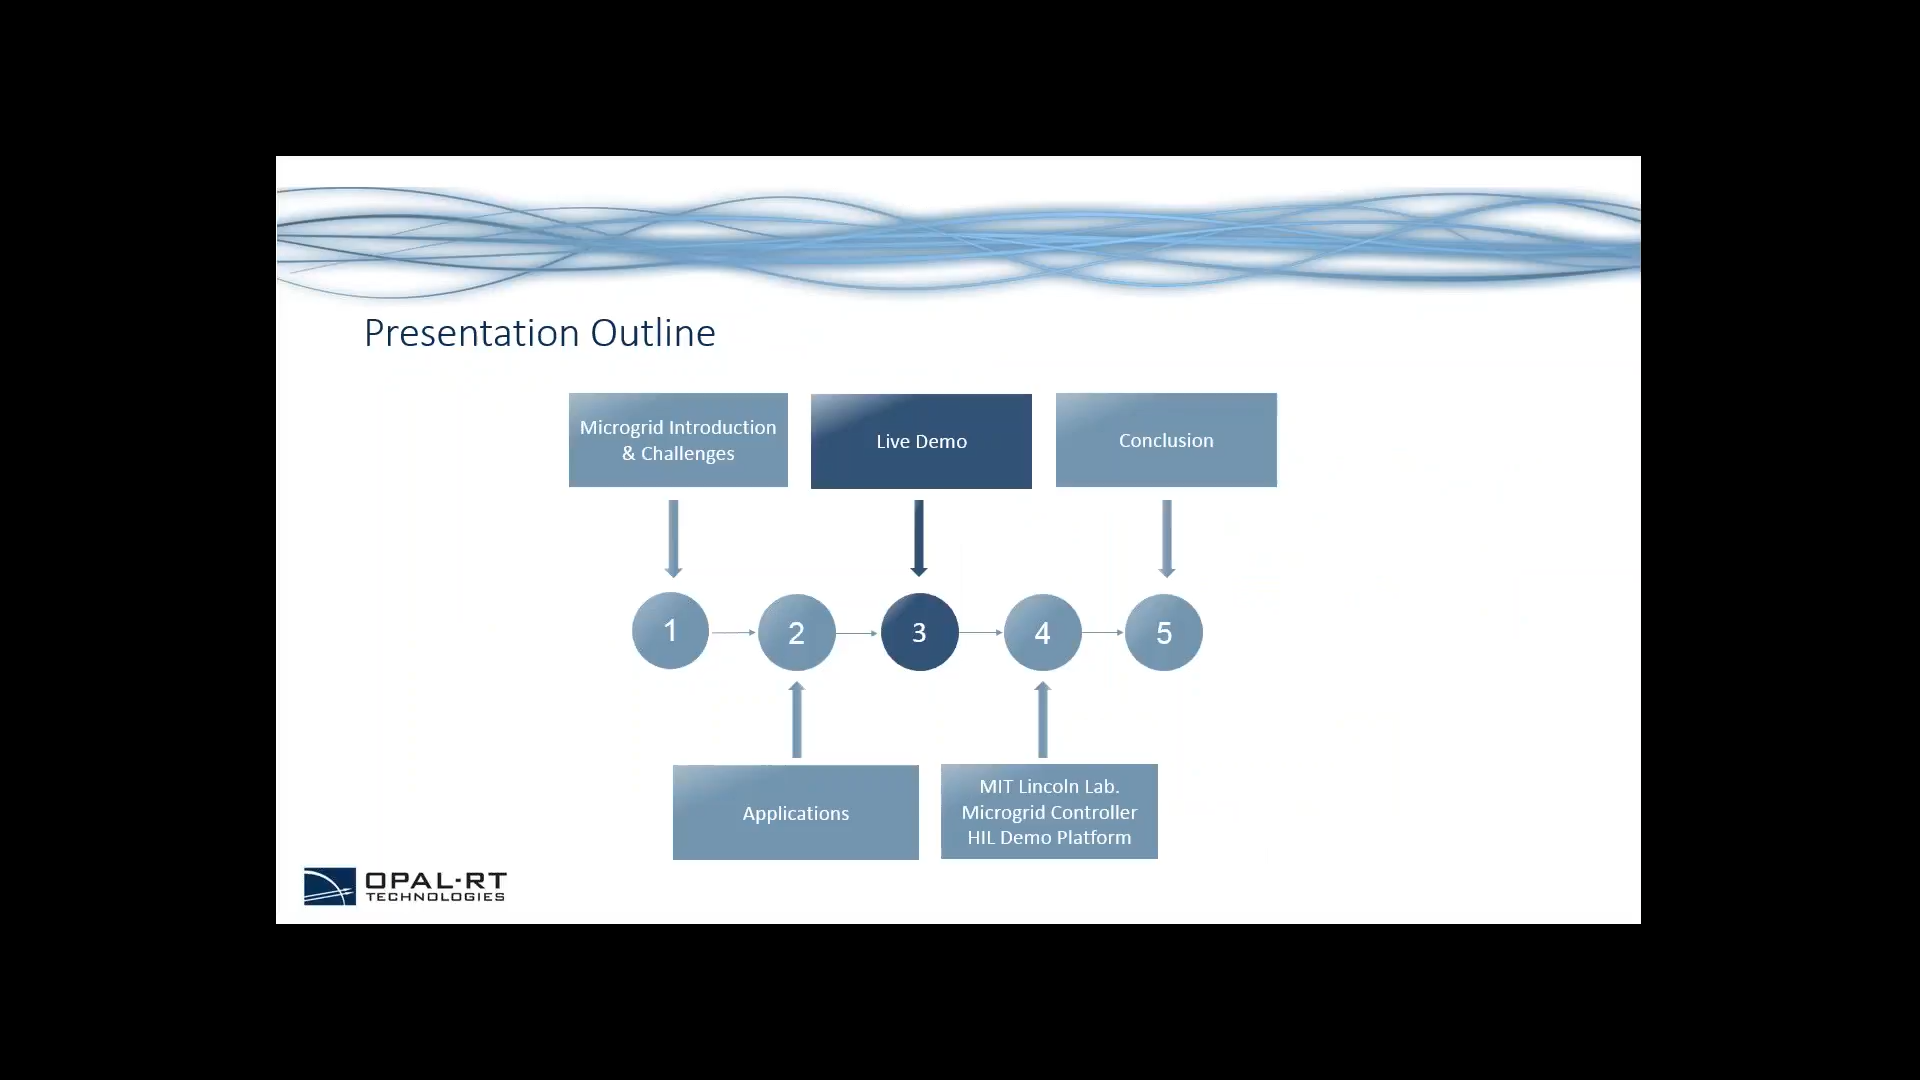 Presentation Outline
Microgrid Introduction
& Challenges
Live Demo
Conclusion
1
2
3
4
5
Applications
MIT Lincoln Lab.
Microgrid Controller
HIL Demo Platform
OPAL-RT
TECHNOLOGIES